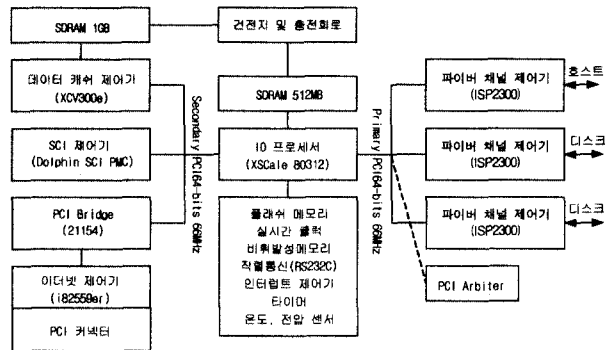 SDRAM 1GB
건전지 및 충전회로
데이터 캐쉬 제어기
(XCV300e)
SDRAM 512MB
파이버 채널 제어기
(ISP2300)
호스트
SCI 제어기
(Dolphin SCI PMC)
Secondary PCI64-bits 66MHz
IO 프로세서
(XScale 80312)
Primary PCI64-bits 66MHz
파이버 채널 제어기
(ISP2300)
디스크
PCI Bridge
(21154)
플래쉬 메모리
실시간 클럭
비휘발성메모리
직렬통신(RS232C)
인터럽트 제어기
타이머
온도, 전압 센서
파이버 채널 제어기
(ISP2300)
디스크
이더넷 제어기
(i82559er)
PCI 커넥터
PCI Arbiter